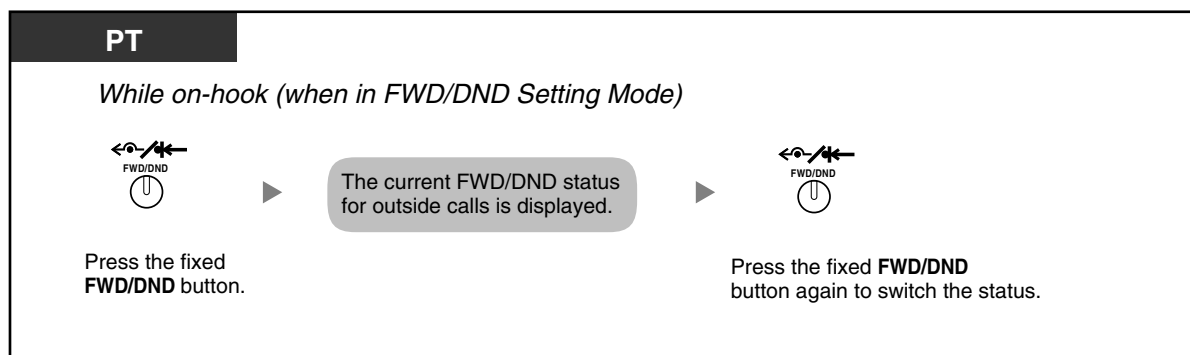 PT
While on-hook (when in FWD/DND Setting Mode)
FWD/DND
The current FWD/DND status
for outside calls is displayed.
FWD/DND
Press the fixed
FWD/DND button.
Press the fixed FWD/DND
button again to switch the status.